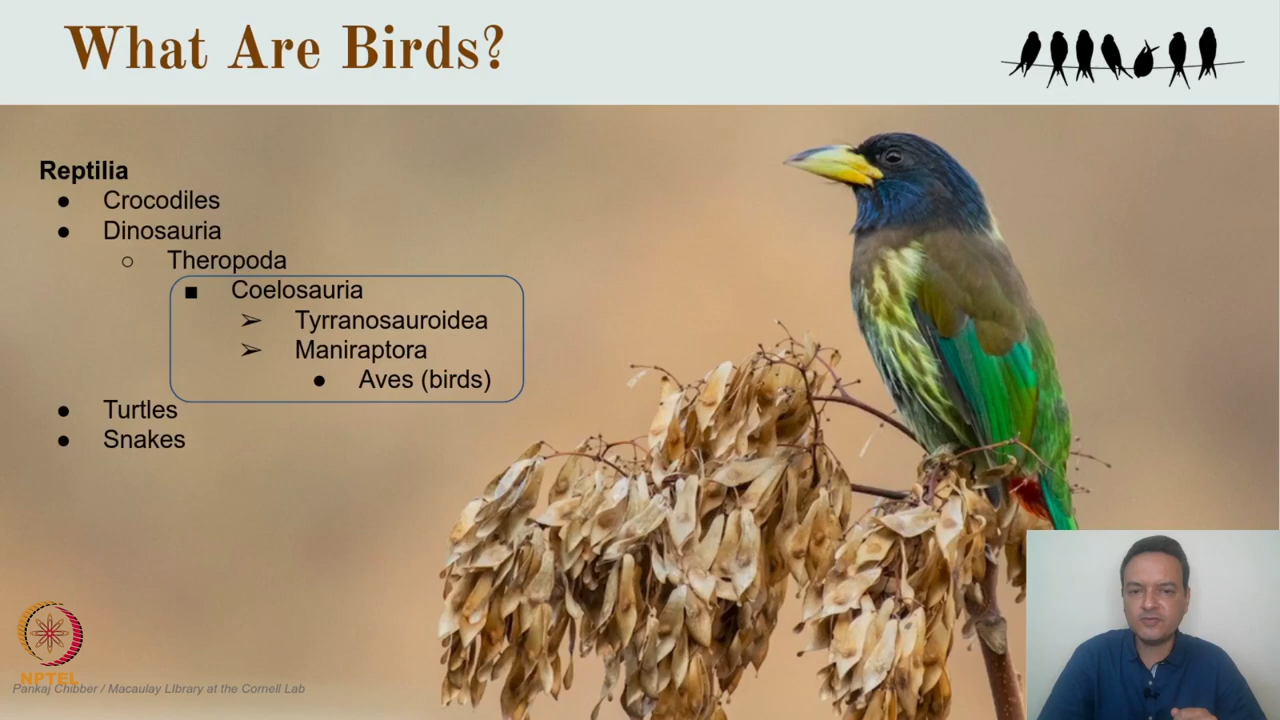 What Are Birds?
Reptilia
● Crocodiles
● Dinosauria
○ Theropoda
■ Coelosauria
➢ Tyrranosauroidea
➢ Maniraptora
● Aves (birds)
● Turtles
● Snakes
NPTEL
Pankaj Chibber / Macaulay LIbrary at the Cornell Lab